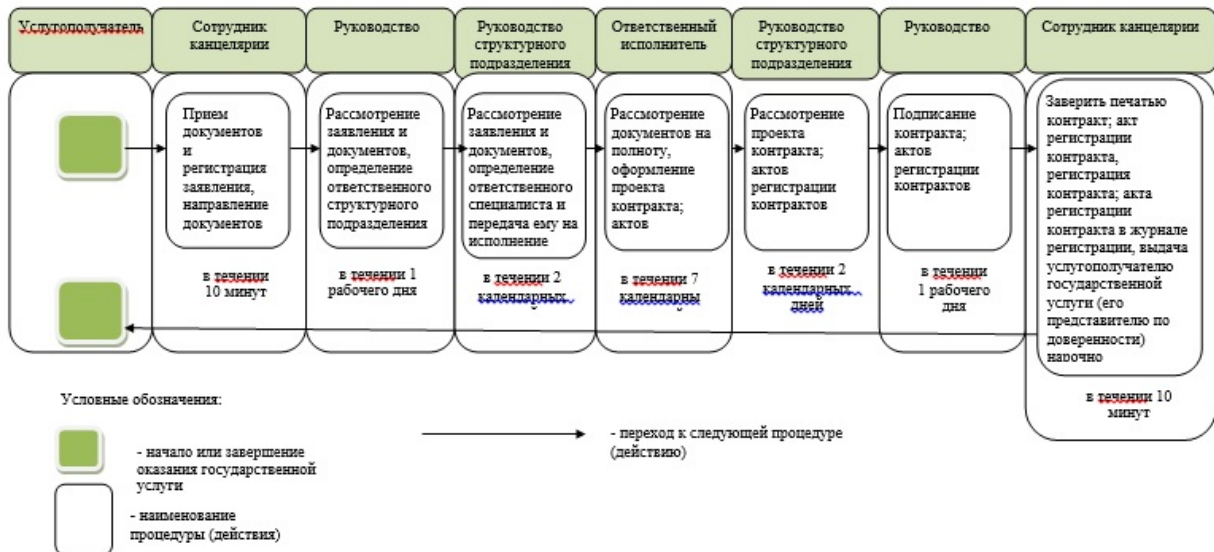 Услугополучатель
Сотрудник
канцелярии
Руководство
Руководство
структурного
подразделения
Ответственный
исполнитель
Руководство
структурного
подразделения
Руководство
Сотрудник канцелярии
Прием
документов
и
регистрация
заявления,
направление
документов
в течении
10 минут
Рассмотрение
заявления и
документов,
определение
ответственного
структурного
подразделения
в течении 1
рабочего дня
Рассмотрение
заявления и
документов,
определение
ответственного
специалиста и
передача ему на
исполнение
в течении 2
календарных
Рассмотрение
документов на
полноту,
оформление
проекта
контракта;
актов
в течении 7
календарны
Рассмотрение
проекта
контракта;
актов
регистрации
контрактов
в течении 2
календарных
дней
Подписание
контракта;
актов
регистрации
контрактов
в течении
1 рабочего
дня
Заверить печатью
контракт; акт
регистрации
контракта,
регистрация
контракта; акта
регистрации
контракта в журнале
регистрации, выдача
услугополучателю
государственной
услуги (его
представителю по
доверенности)
нарочно
в течении 10
минут
Условные обозначения:
- начало или завершение
оказания государственной
услуги
- переход к следующей процедуре
(действию)
- наименование
процедуры (действия)